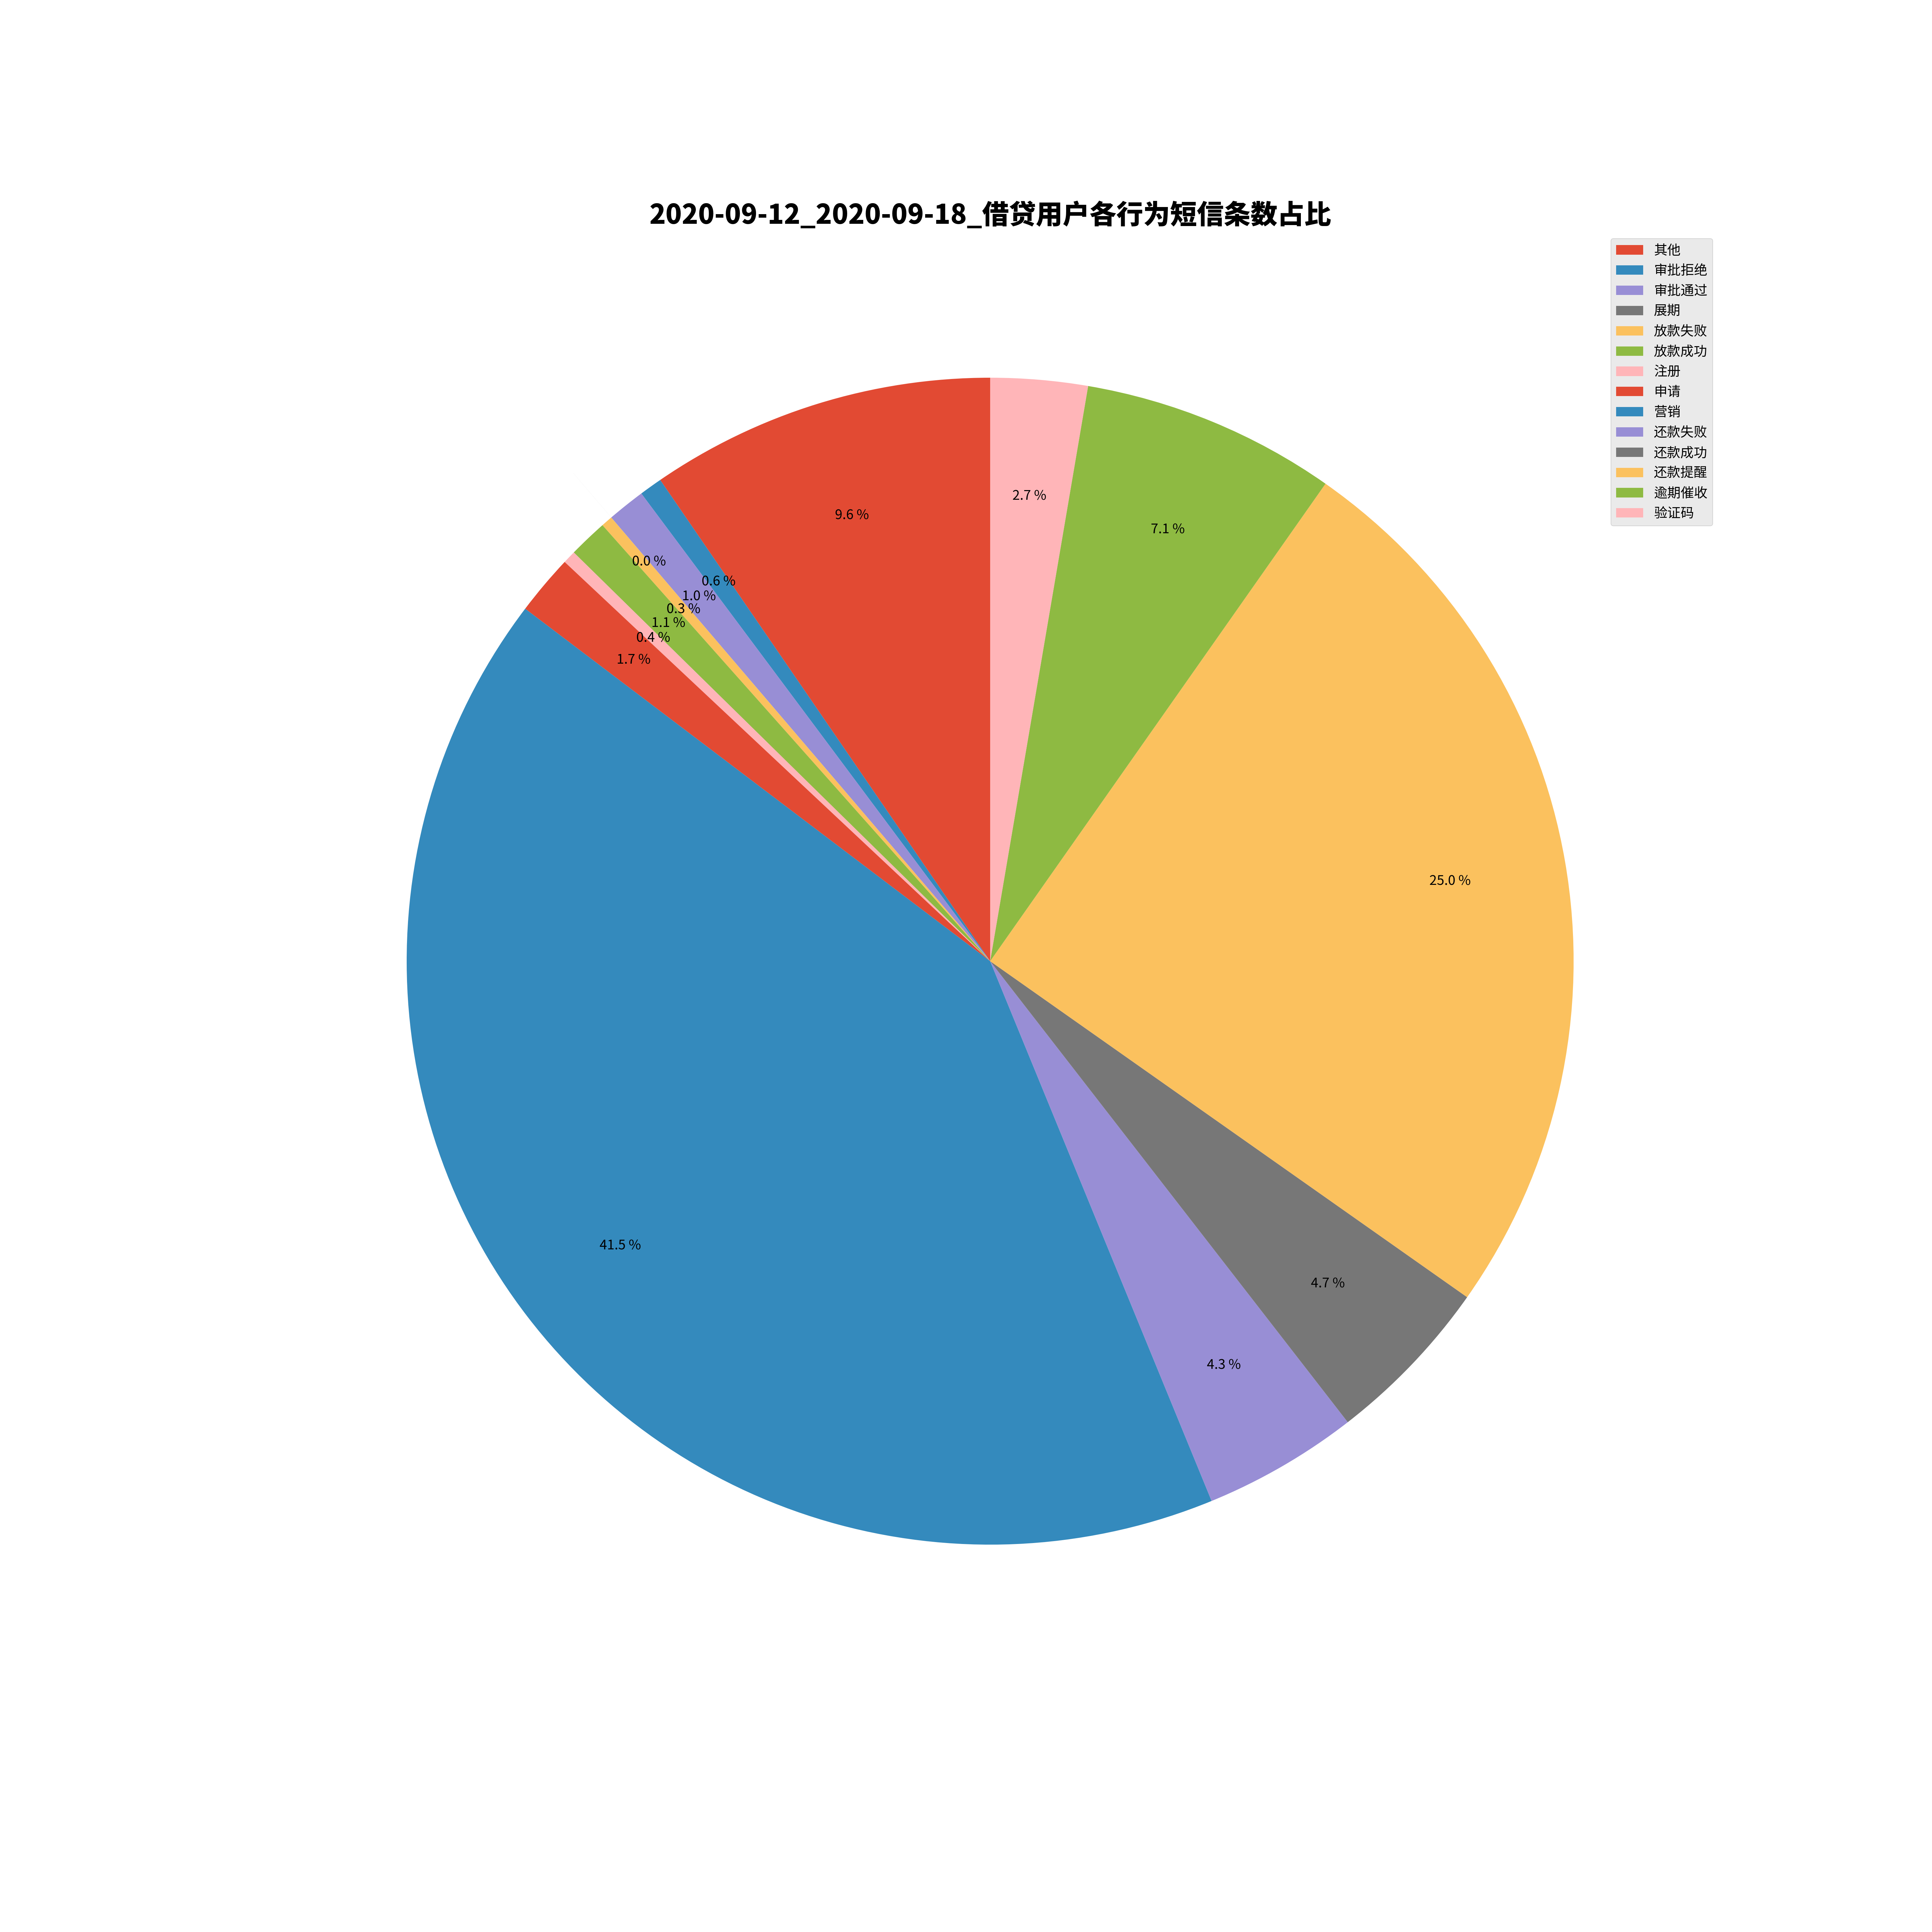 2020-09-12_2020-09-18_借贷用户各行为短信条数占比
其他
审批拒绝
审批通过
展期
放款失败
放款成功
注册
申请
营销
还款失败
还款成功
还款提醒
逾期催收
验证码
2.7 %
9.6 %
7.1 %
0.0 %
0.6 %
1.0 %
0.3 %
1.1 %
0.4 %
1.7 %
25.0 %
41.5 %
4.7 %
4.3 %